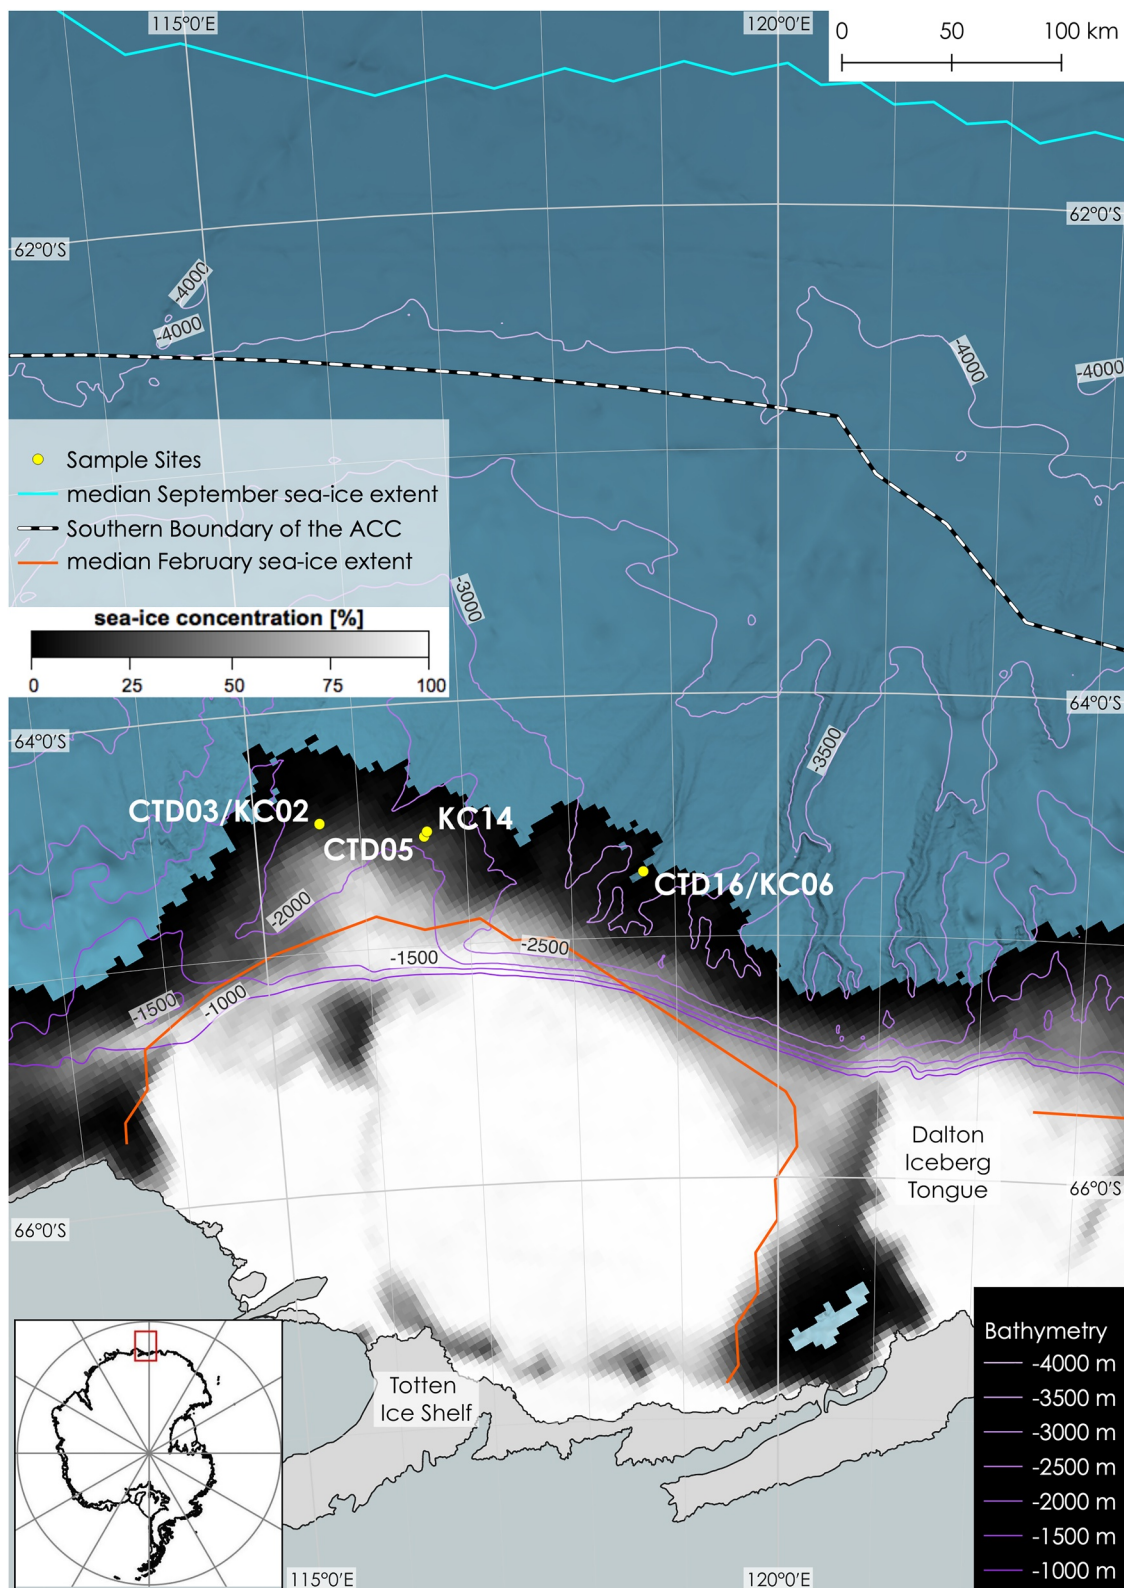 115°0'E
120°0'E
0 50 100 km
62°0'S
62°0'S
-4000
-4000
-4000
-4000
Sample Sites
median September sea-ice extent
Southern Boundary of the ACC
median February sea-ice extent
-3000
sea-ice concentration [%]
0 25 50 75 100
64°0'S
64°0'S
-3500
CTD03/KC02
KC14
CTD05
CTD16/KC06
-2000
-2500
-1500
-1500
-1000
Dalton
Iceberg
Tongue
66°0'S
66°0'S
Totten
Ice Shelf
Bathymetry
-4000 m
-3500 m
-3000 m
-2500 m
-2000 m
-1500 m
-1000 m
115°0'E
120°0'E